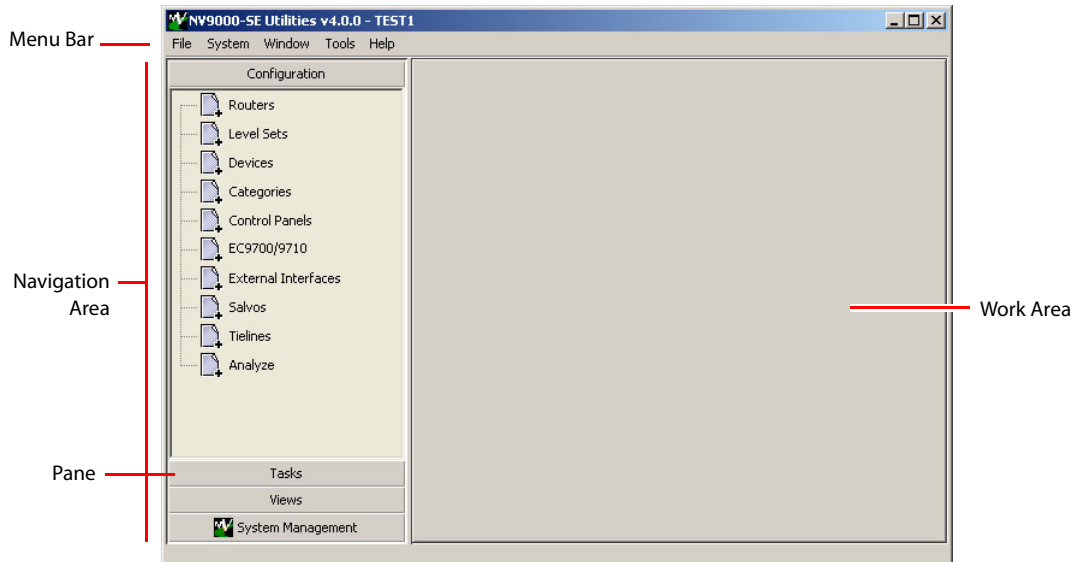 NV9000-SE Utilities v4.0.0 - TEST1
Menu Bar
File System Window Tools Help
Configuration
Routers
Level Sets
Devices
Categories
Control Panels
EC9700/9710
External Interfaces
Salvos
Tielines
Analyze
Navigation
Area
Work Area
Pane
Tasks
Views
System Management